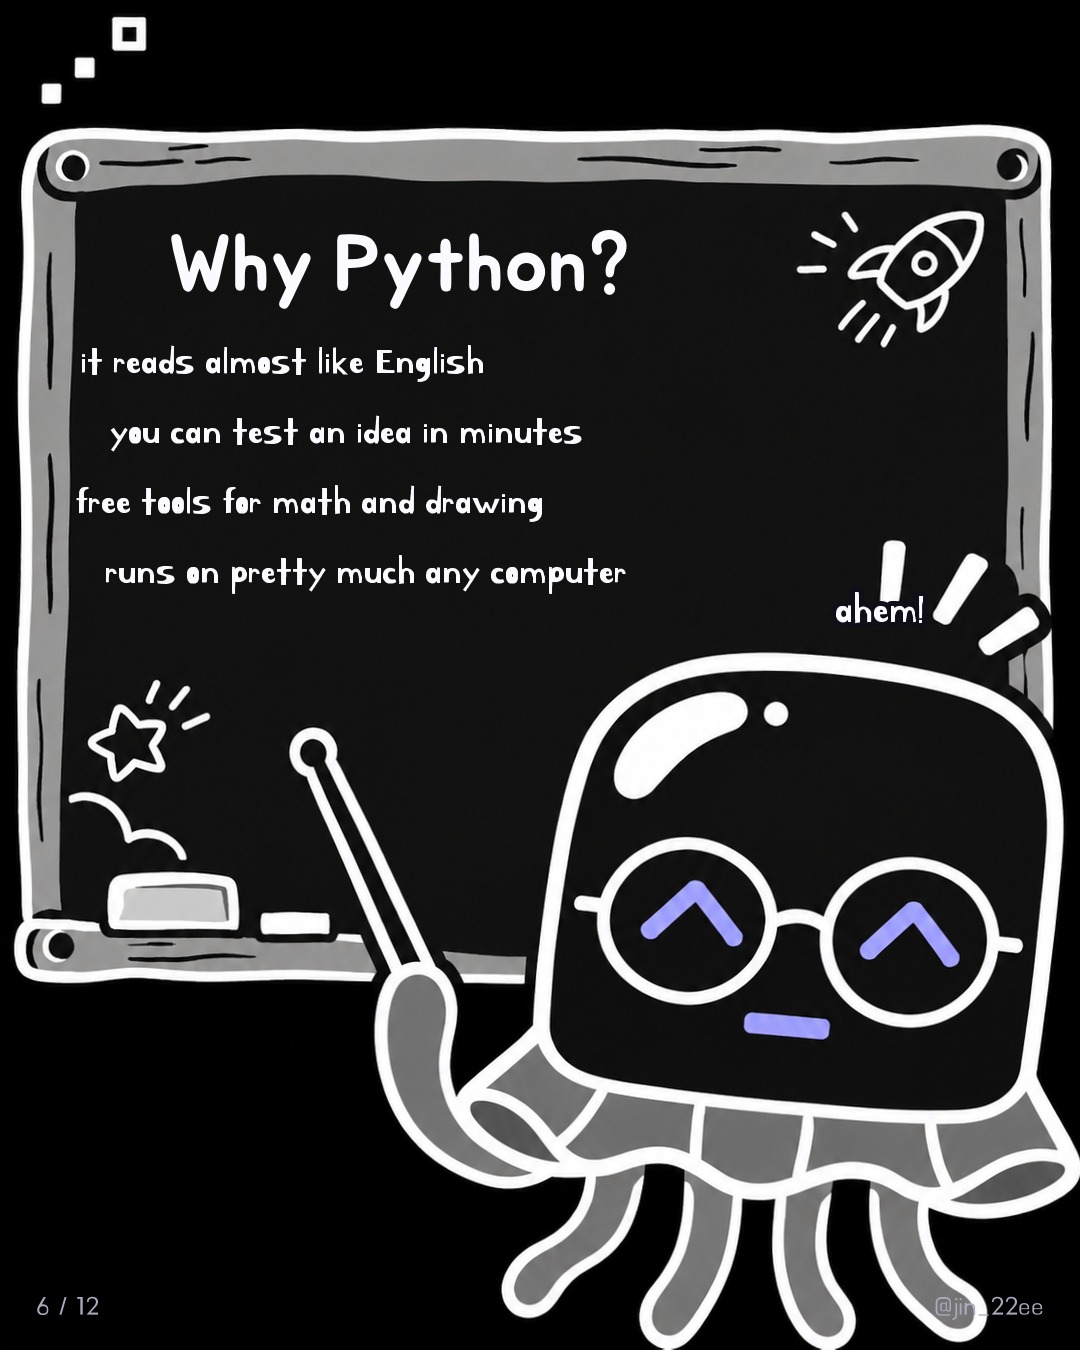 Why Python?
it reads almost like English
you can test an idea in minutes
free tools for math and drawing
runs on pretty much any computer
ahem!
6 / 12
@jin_22ee